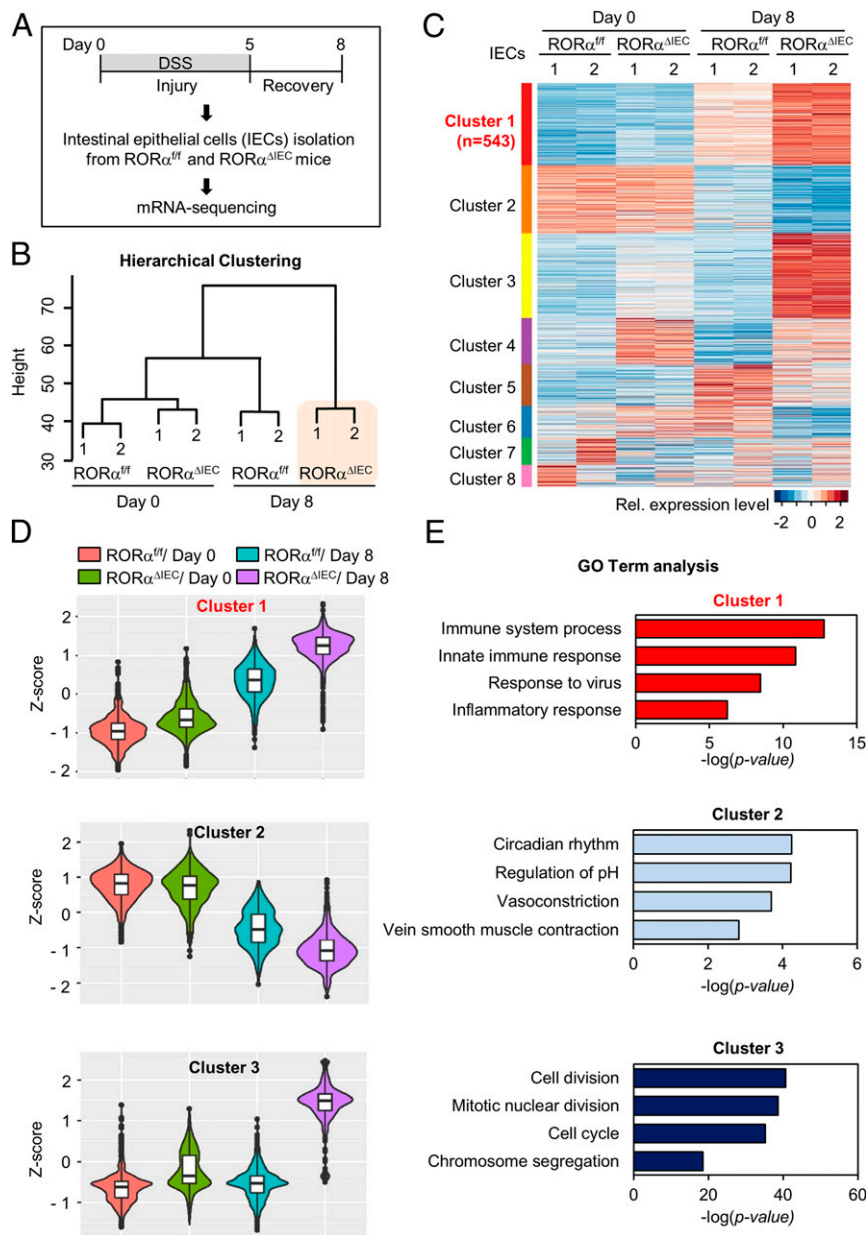 A
Day 0 5 8
DSS
Injury Recovery
Intestinal epithelial cells (IECs) isolation
from RORα^f/f and RORα^ΔIEC mice
mRNA-sequencing
B
Hierarchical Clustering
Height
70
60
50
40
30
1 2 1 2 1 2 1 2
RORα^f/f RORα^ΔIEC RORα^f/f RORα^ΔIEC
Day 0 Day 8
C
Day 0 Day 8
RORα^f/f RORα^ΔIEC RORα^f/f RORα^ΔIEC
IECs
1 2 1 2 1 2 1 2
Cluster 1
(n=543)
Cluster 2
Cluster 3
Cluster 4
Cluster 5
Cluster 6
Cluster 7
Cluster 8
Rel. expression level
-2 0 2
D
RORα^f/f/ Day 0 RORα^f/f/ Day 8
RORα^ΔIEC/ Day 0 RORα^ΔIEC/ Day 8
Cluster 1
Z-score
2
1
0
- 1
- 2
Cluster 2
Z-score
2
1
0
- 1
- 2
Cluster 3
Z-score
2
1
0
- 1
E
GO Term analysis
Cluster 1
Immune system process
Innate immune response
Response to virus
Inflammatory response
0 5 10 15
-log(p-value)
Cluster 2
Circadian rhythm
Regulation of pH
Vasoconstriction
Vein smooth muscle contraction
0 2 4 6
-log(p-value)
Cluster 3
Cell division
Mitotic nuclear division
Cell cycle
Chromosome segregation
0 20 40 60
-log(p-value)